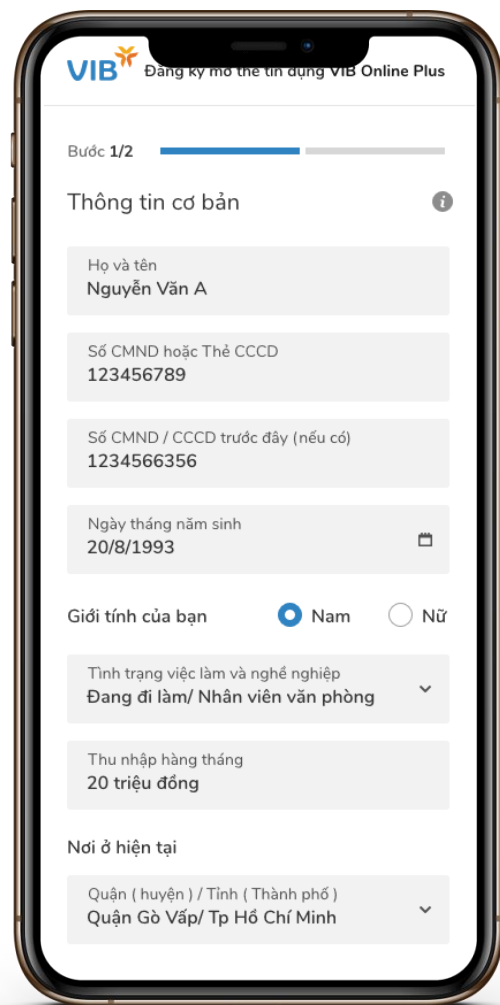 VIB
Đăng ký mở thẻ tín dụng VIB Online Plus
Bước 1/2
Thông tin cơ bản
Họ và tên
Nguyễn Văn A
Số CMND hoặc Thẻ CCCD
123456789
Số CMND / CCCD trước đây (nếu có)
1234566356
Ngày tháng năm sinh
20/8/1993
Giới tính của bạn Nam Nữ
Tình trạng việc làm và nghề nghiệp
Đang đi làm/ Nhân viên văn phòng
Thu nhập hàng tháng
20 triệu đồng
Nơi ở hiện tại
Quận ( huyện ) / Tỉnh ( Thành phố )
Quận Gò Vấp/ Tp Hồ Chí Minh